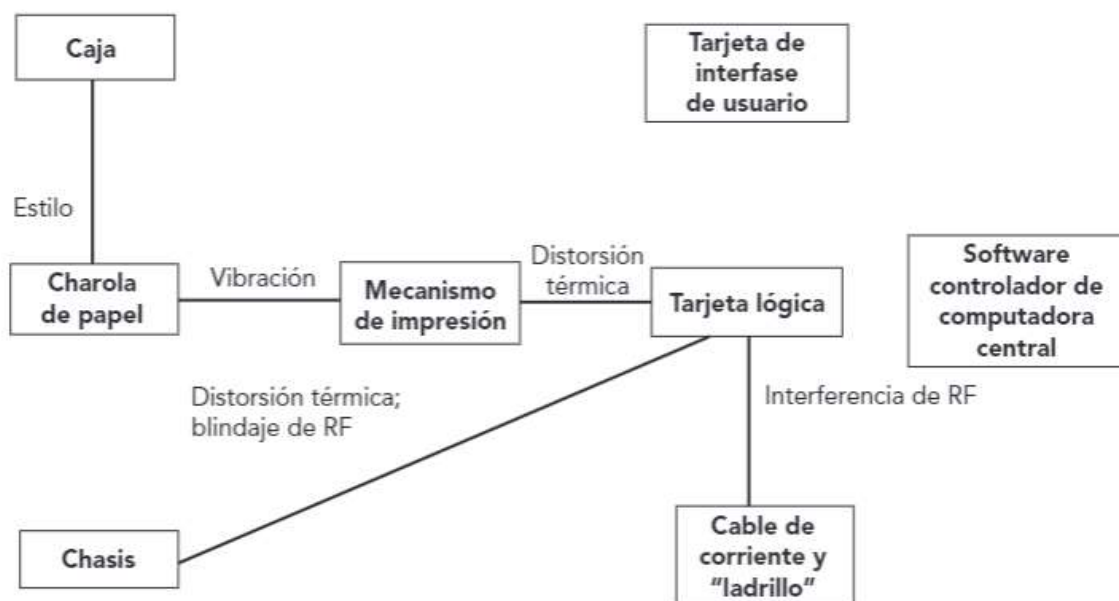 Caja
Tarjeta de
interfase
de usuario
Estilo
Charola
de papel
Vibración
Mecanismo
de impresión
Distorsión
térmica
Tarjeta lógica
Software
controlador de
computadora
central
Distorsión térmica;
blindaje de RF
Interferencia de RF
Chasis
Cable de
corriente y
"ladrillo"